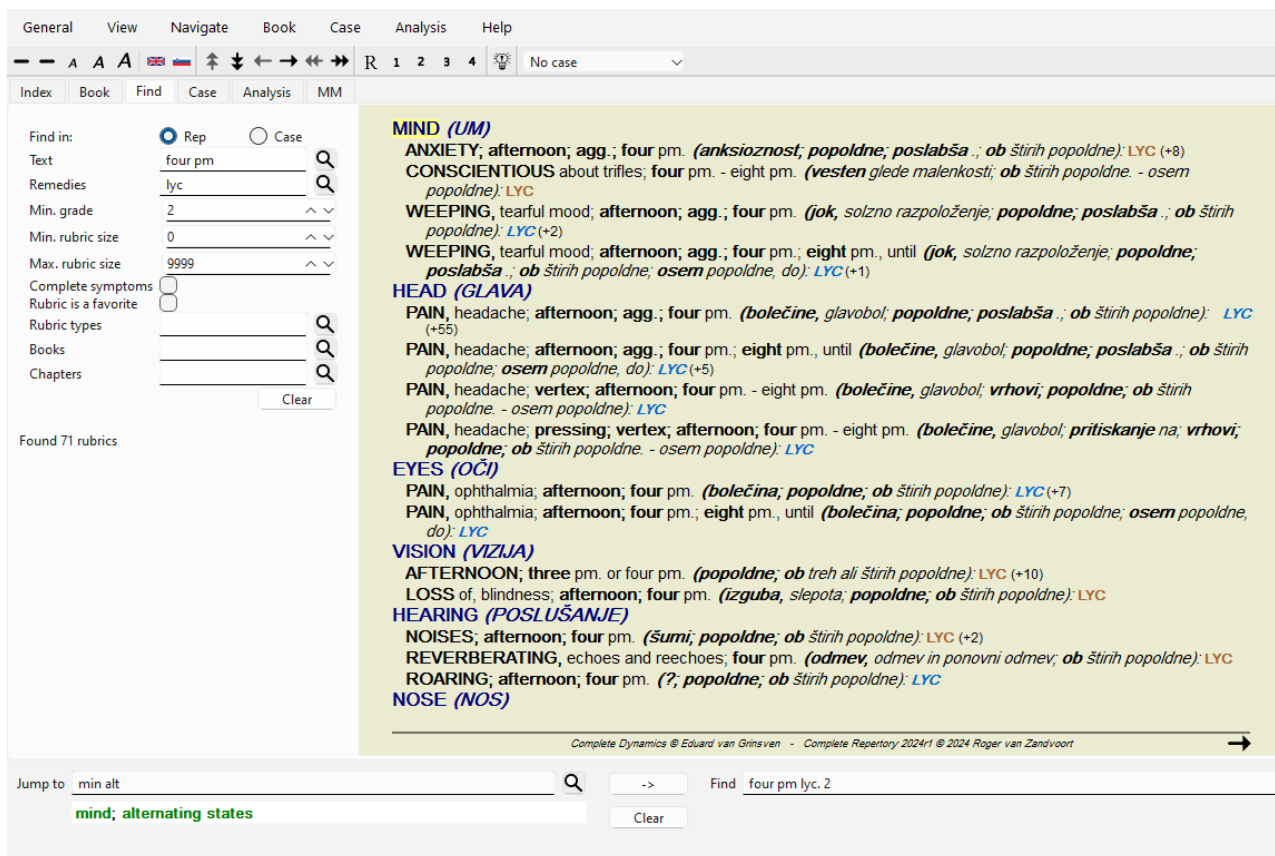 General View Navigate Book Case Analysis Help
A A A R 1 2 3 4 No case
Index Book Find Case Analysis MM
Find in: Rep Case
Text four pm
Remedies lyc
Min. grade 2
Min. rubric size 0
Max. rubric size 9999
Complete symptoms
Rubric is a favorite
Rubric types
Books
Chapters
Clear
Found 71 rubrics
MIND (UM)
ANXIETY; afternoon; agg.; four pm. (anksioznost; popoldne; poslabša .; ob štirih popoldne): LYC (+8)
CONSCIENTIOUS about trifles; four pm. - eight pm. (vesten glede malenkosti; ob štirih popoldne. - osem
popoldne): LYC
WEEPING, tearful mood; afternoon; agg.; four pm. (jok, solzno razpoloženje; popoldne; poslabša .; ob štirih
popoldne): LYC (+2)
WEEPING, tearful mood; afternoon; agg.; four pm.; eight pm., until (jok, solzno razpoloženje; popoldne;
poslabša .; ob štirih popoldne; osem popoldne, do): LYC (+1)
HEAD (GLAVA)
PAIN, headache; afternoon; agg.; four pm. (bolečine, glavobol; popoldne; poslabša .; ob štirih popoldne): LYC
(+55)
PAIN, headache; afternoon; agg.; four pm.; eight pm., until (bolečine, glavobol; popoldne; poslabša .; ob štirih
popoldne; osem popoldne, do): LYC (+5)
PAIN, headache; vertex; afternoon; four pm. - eight pm. (bolečine, glavobol; vrhovi; popoldne; ob štirih
popoldne. - osem popoldne): LYC
PAIN, headache; pressing; vertex; afternoon; four pm. - eight pm. (bolečine, glavobol; pritiskanje na; vrhovi;
popoldne; ob štirih popoldne. - osem popoldne): LYC
EYES (OČI)
PAIN, ophthalmia; afternoon; four pm. (bolečina; popoldne; ob štirih popoldne): LYC (+7)
PAIN, ophthalmia; afternoon; four pm.; eight pm., until (bolečina; popoldne; ob štirih popoldne; osem popoldne,
do): LYC
VISION (VIZIJA)
AFTERNOON; three pm. or four pm. (popoldne; ob treh ali štirih popoldne): LYC (+10)
LOSS of, blindness; afternoon; four pm. (izguba, slepota; popoldne; ob štirih popoldne): LYC
HEARING (POSLUŠANJE)
NOISES; afternoon; four pm. (šumi; popoldne; ob štirih popoldne): LYC (+2)
REVERBERATING, echoes and reechoes; four pm. (odmev, odmev in ponovni odmev; ob štirih popoldne): LYC
ROARING; afternoon; four pm. (?; popoldne; ob štirih popoldne): LYC
NOSE (NOS)
Complete Dynamics © Eduard van Grinsven - Complete Repertory 2024r1 © 2024 Roger van Zandvoort
Jump to min alt -> Find four pm lyc. 2
mind; alternating states Clear